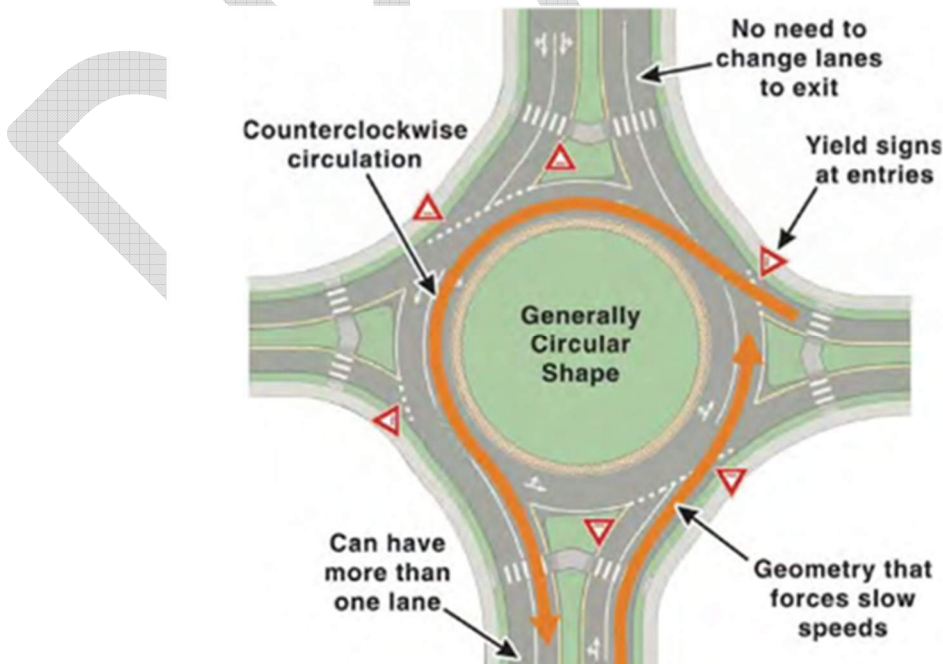 No need to
change lanes
to exit
Counterclockwise
circulation
Yield signs
at entries
Generally
Circular
Shape
Can have
more than
one lane
Geometry that
forces slow
speeds